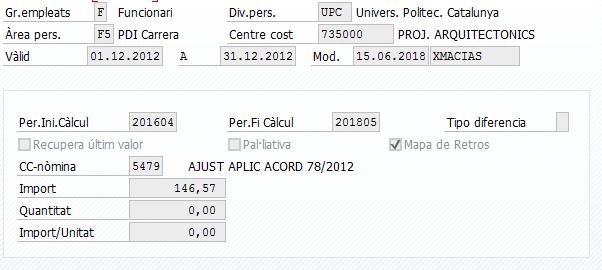 Gr.empleats F Funcionari Div.pers. UPC Univers. Politec. Catalunya
Àrea pers. F5 PDI Carrera Centre cost 735000 PROJ. ARQUITECTONICS
Vàlid 01.12.2012 A 31.12.2012 Mod. 15.06.2018 XMACIAS
Per.Ini.Càlcul 201604 Per.Fi Càlcul 201805 Tipo diferencia
Recupera últim valor Pal·liativa Mapa de Retros
CC-nòmina 5479 AJUST APLIC ACORD 78/2012
Import 146,57
Quantitat 0,00
Import/Unitat 0,00